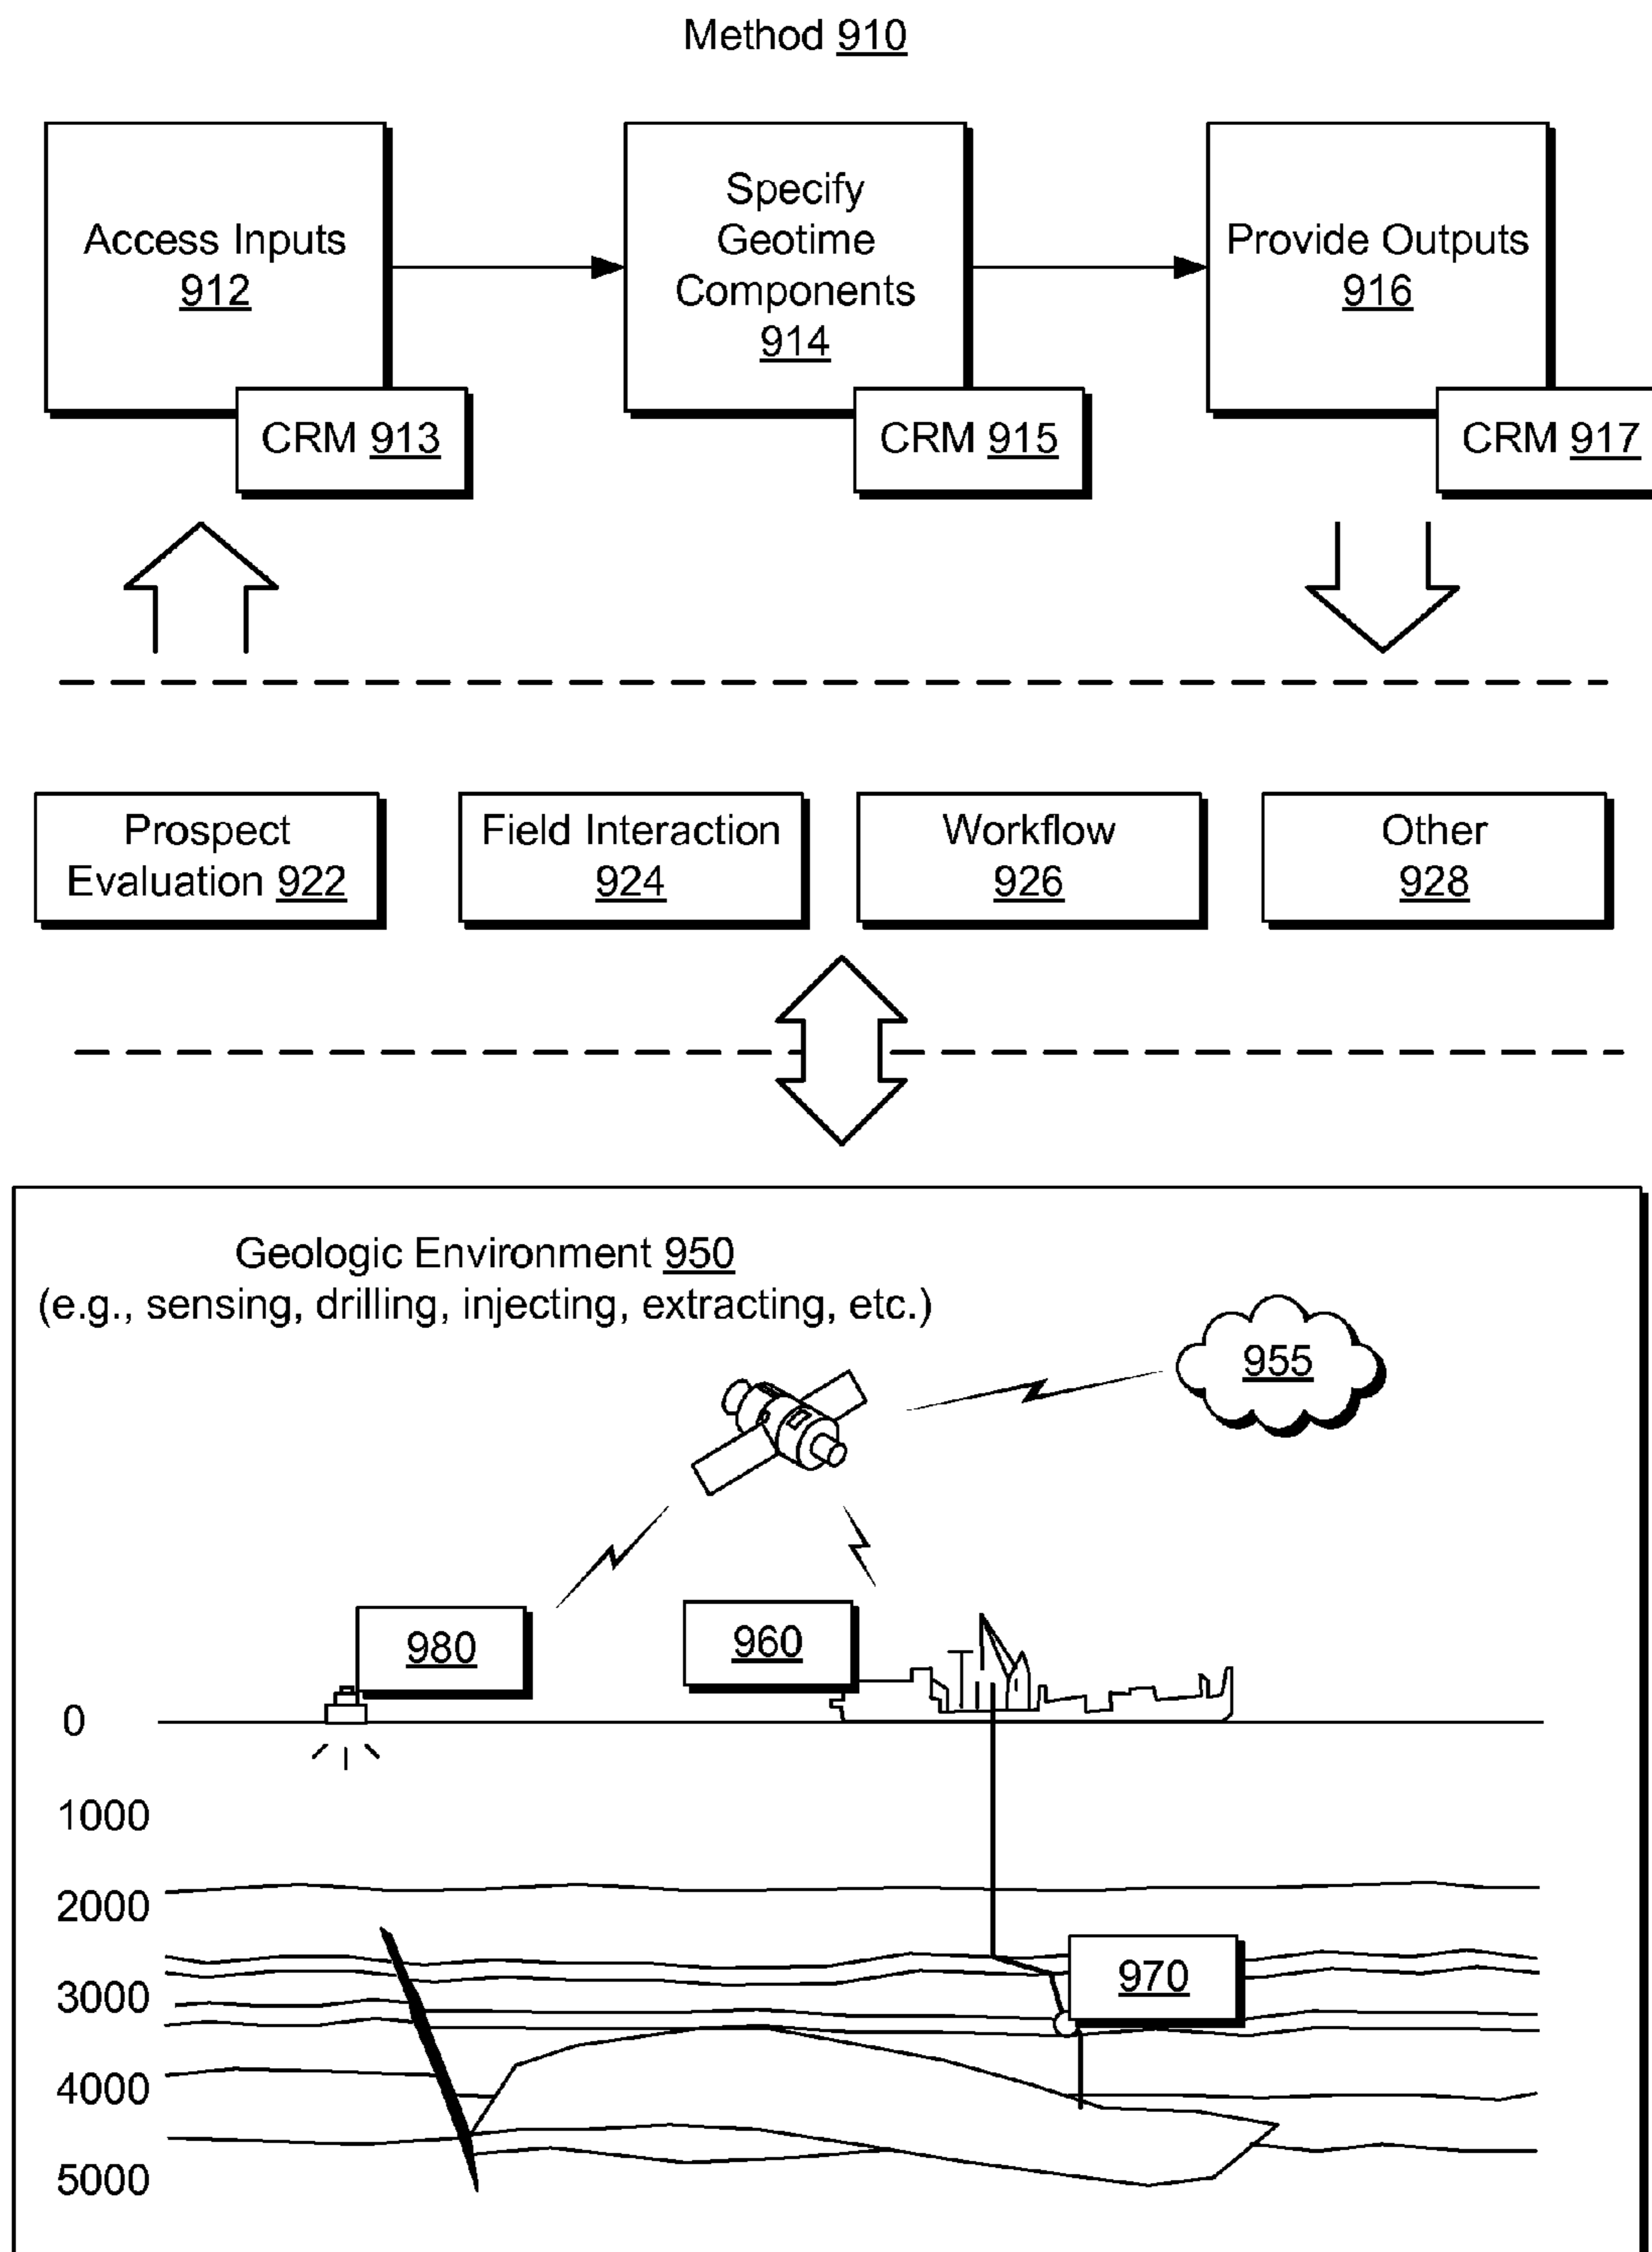 Method 910
Access Inputs
912
CRM 913
Specify
Geotime
Components
914
CRM 915
Provide Outputs
916
CRM 917
Prospect
Evaluation 922
Field Interaction
924
Workflow
926
Other
928
Geologic Environment 950
(e.g., sensing, drilling, injecting, extracting, etc.)
955
980
960
0
1000
2000
970
3000
4000
5000